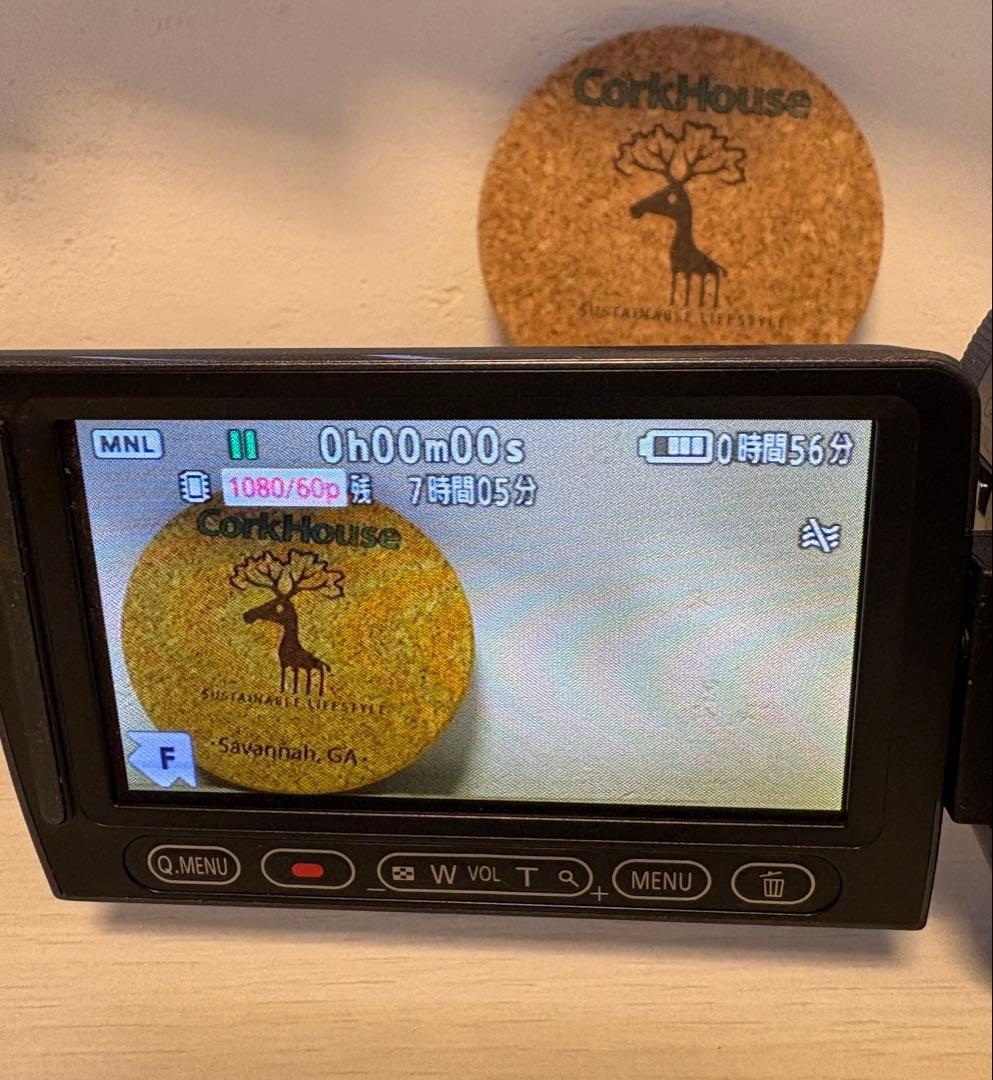 CorkHouse
SUSTAINABLE LIFESTYLE
MNL 0h00m00s 0時間56分
1080/60p 残 7時間05分
CorkHouse
SUSTAINABLE LIFESTYLE
·Savannah, GA·
F
Q.MENU W VOL T MENU
− +